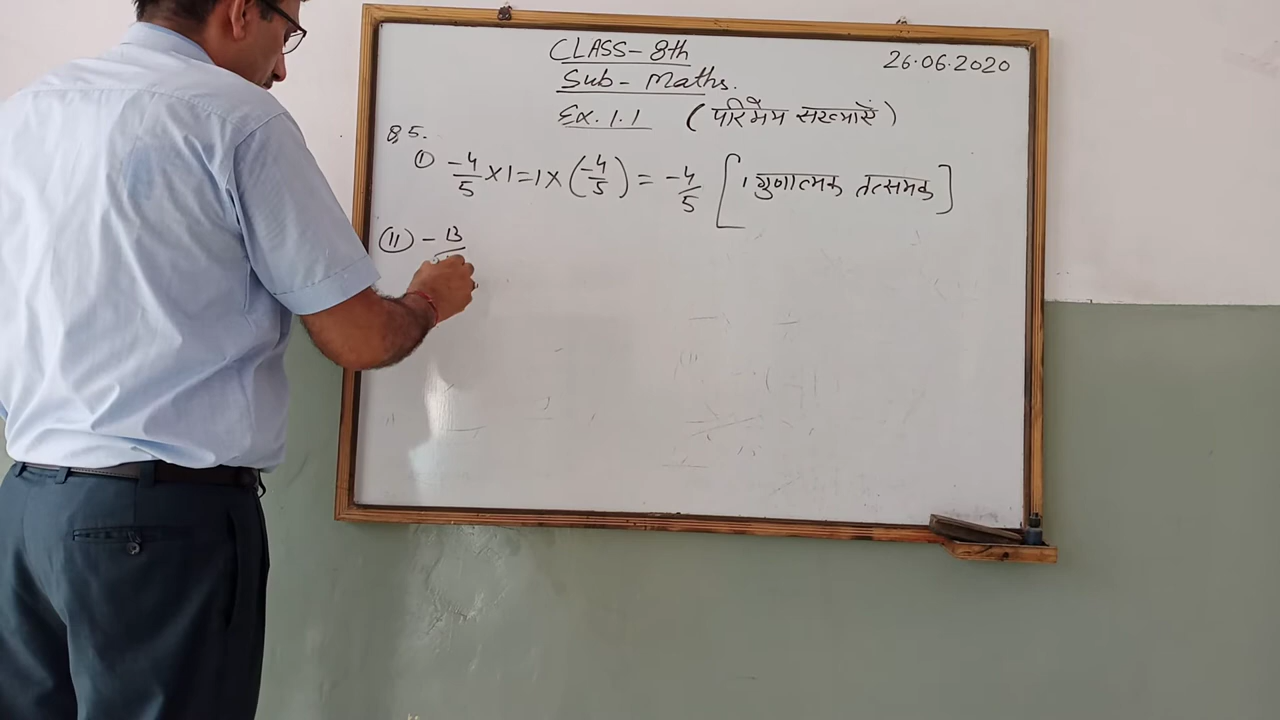 CLASS-8th
26.06.2020
Sub- Maths.
Ex. 1.1 (परिमेय संख्याऐं)
Q5.
① -4/5 × 1 = 1 × (-4/5) = -4/5 [1 गुणात्मक तत्समक]
(ii) -13